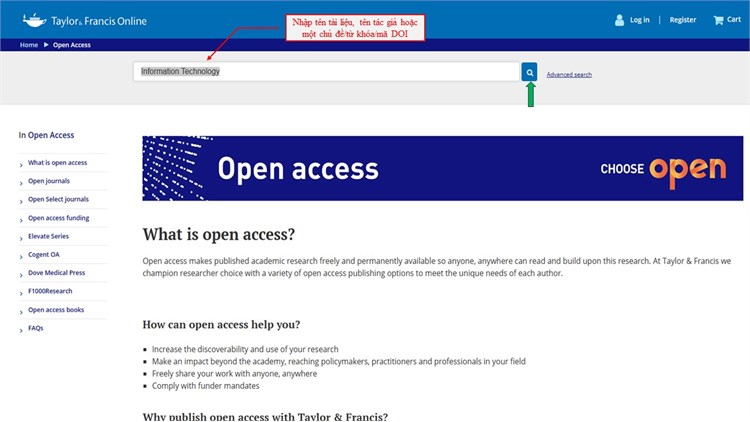 Taylor & Francis Online
Nhập tên tài liệu, tên tác giả hoặc
một chủ đề/từ khóa/mã DOI
Log in | Register Cart
Home ▶ Open Access
Information Technology
Advanced search
In Open Access
What is open access
Open journals
Open Select journals
Open access funding
Elevate Series
Cogent OA
Dove Medical Press
F1000Research
Open access books
FAQs
Open access
CHOOSE open
What is open access?
Open access makes published academic research freely and permanently available so anyone, anywhere can read and build upon this research. At Taylor & Francis we
champion researcher choice with a variety of open access publishing options to meet the unique needs of each author.
How can open access help you?
Increase the discoverability and use of your research
Make an impact beyond the academy, reaching policymakers, practitioners and professionals in your field
Freely share your work with anyone, anywhere
Comply with funder mandates
Why publish open access with Taylor & Francis?